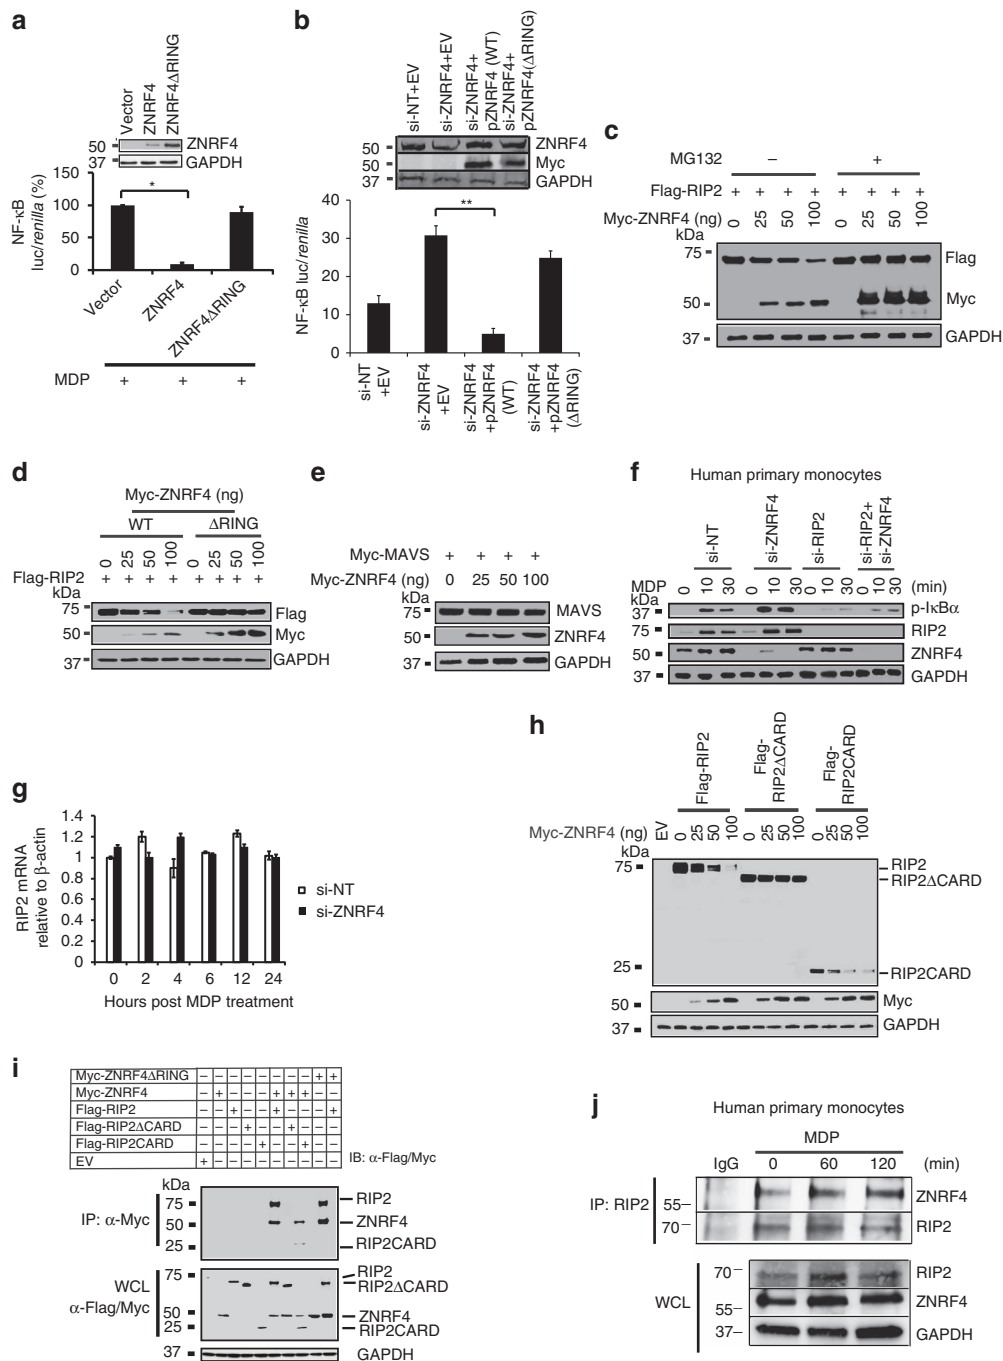 a
Vector
ZNRF4
ZNRF4ΔRING
50
ZNRF4
37
GAPDH
NF-κB
luc/renilla (%)
150
100
50
0
*
Vector
ZNRF4
ZNRF4ΔRING
MDP + + +
b
si-NT+EV
si-ZNRF4+EV
si-ZNRF4+
pZNRF4 (WT)
si-ZNRF4+
pZNRF4(ΔRING)
50
ZNRF4
50
Myc
37
GAPDH
NF-κB luc/renilla
40
30
20
10
0
**
si-NT
+EV
si-ZNRF4
+EV
si-ZNRF4
+pZNRF4
(WT)
si-ZNRF4
+pZNRF4
(ΔRING)
c
MG132 – +
Flag-RIP2 + + + + + + + +
Myc-ZNRF4 (ng) 0 25 50 100 0 25 50 100
kDa
75
Flag
50
Myc
37
GAPDH
d
Myc-ZNRF4 (ng)
WT ΔRING
0 25 50 100 0 25 50 100
Flag-RIP2 + + + + + + + +
kDa
75
Flag
50
Myc
37
GAPDH
e
Myc-MAVS + + + +
Myc-ZNRF4 (ng) 0 25 50 100
kDa
75
MAVS
50
ZNRF4
37
GAPDH
f
Human primary monocytes
si-NT
si-ZNRF4
si-RIP2
si-RIP2+
si-ZNRF4
MDP 0 10 30 0 10 30 0 10 30 0 10 30 (min)
37
p-IκBα
75
RIP2
50
ZNRF4
37
GAPDH
g
RIP2 mRNA
relative to β-actin
1.4
1.2
1
0.8
0.6
0.4
0.2
0
0 2 4 6 12 24
Hours post MDP treatment
si-NT
si-ZNRF4
h
Flag-RIP2
Flag-
RIP2ΔCARD
Flag-
RIP2CARD
Myc-ZNRF4 (ng) EV 0 25 50 100 0 25 50 100 0 25 50 100
kDa
75
RIP2
RIP2ΔCARD
25
RIP2CARD
50
Myc
37
GAPDH
i
Myc-ZNRF4ΔRING – – – – – – – – + +
Myc-ZNRF4 – + – – – + + + – –
Flag-RIP2 – – + – – + – – – +
Flag-RIP2ΔCARD – – – + – – + – – –
Flag-RIP2CARD – – – – + – – + – –
EV + – – – – – – – – –
IB: α-Flag/Myc
kDa
IP: α-Myc
75
RIP2
50
ZNRF4
25
RIP2CARD
WCL
α-Flag/Myc
75
RIP2
RIP2ΔCARD
50
ZNRF4
25
RIP2CARD
37
GAPDH
j
Human primary monocytes
MDP
IgG 0 60 120 (min)
IP: RIP2
ZNRF4
55
70
RIP2
WCL
70
RIP2
ZNRF4
55
37
GAPDH